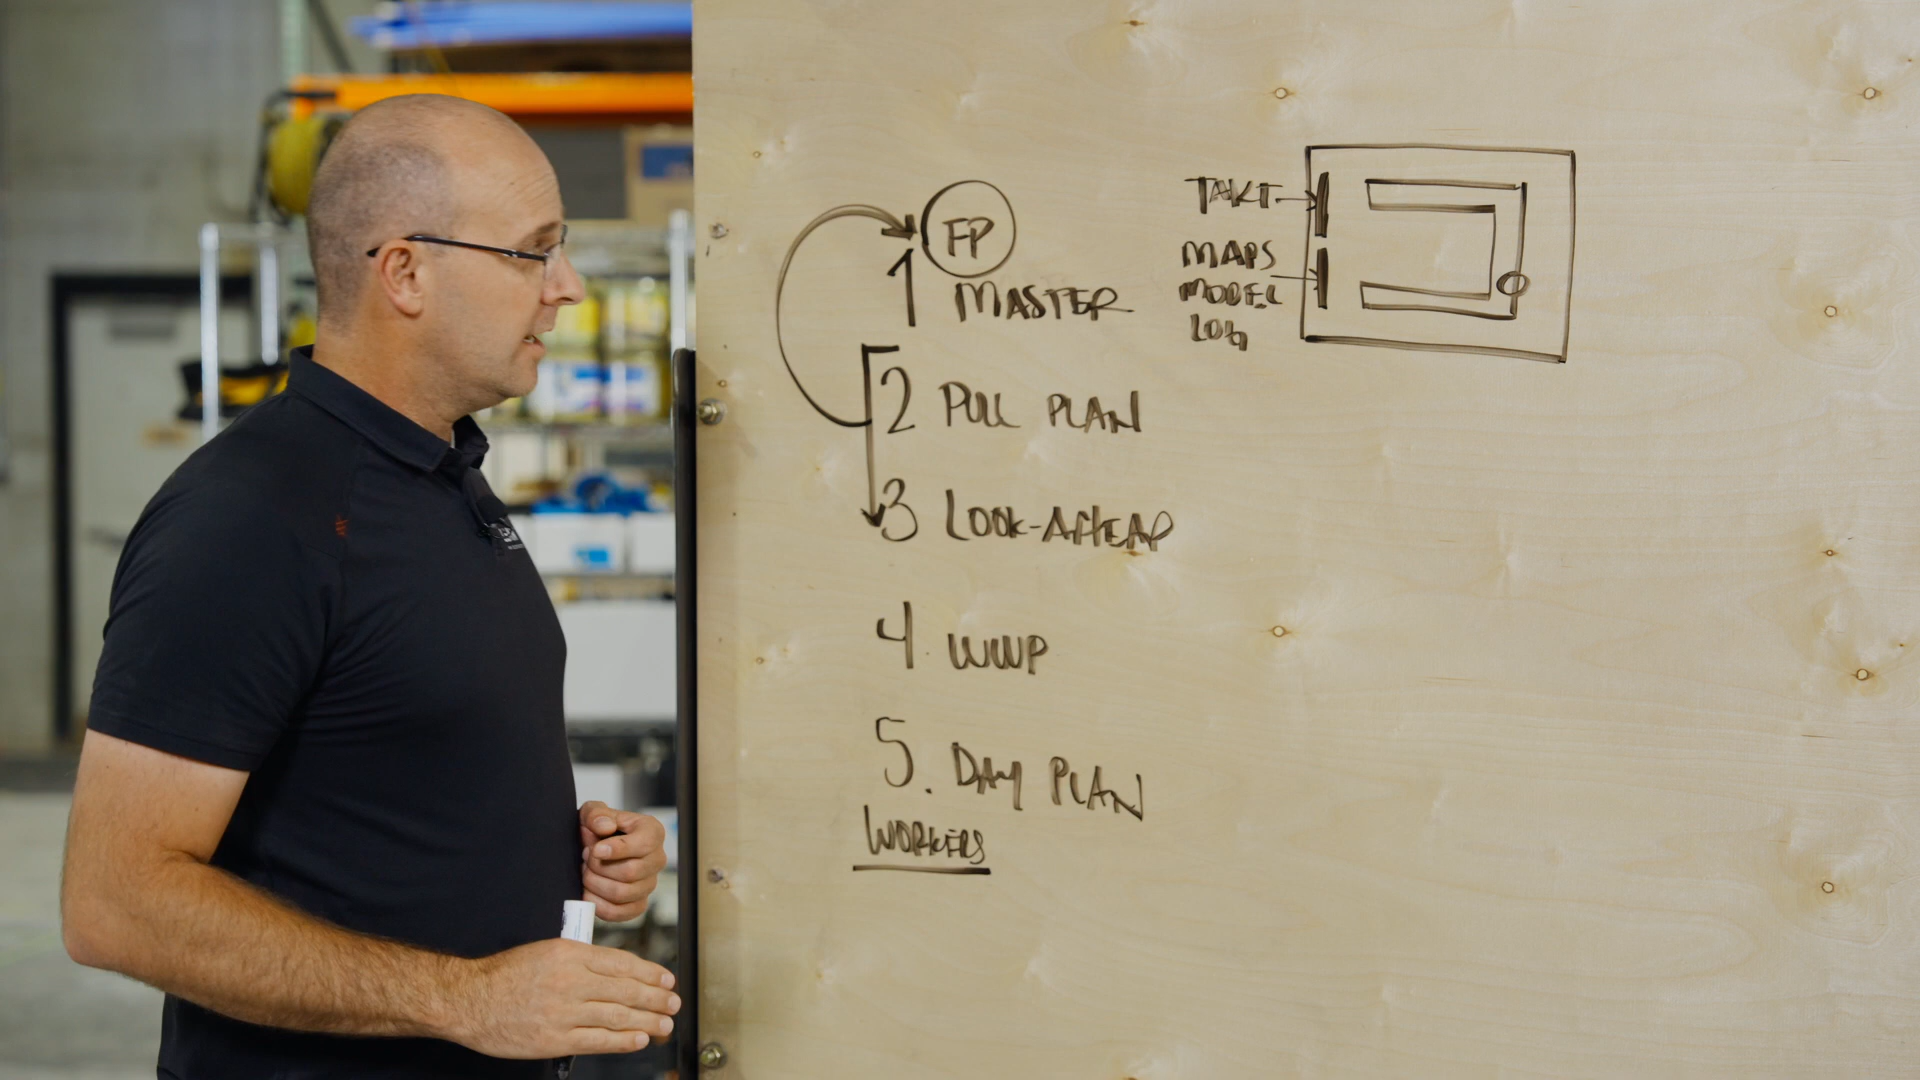 FP
1 MASTER
2 PULL PLAN
3 LOOK-AHEAD
4. WWP
5. DAY PLAN
WORKERS
TAKT
MAPS
MODEL
LOG